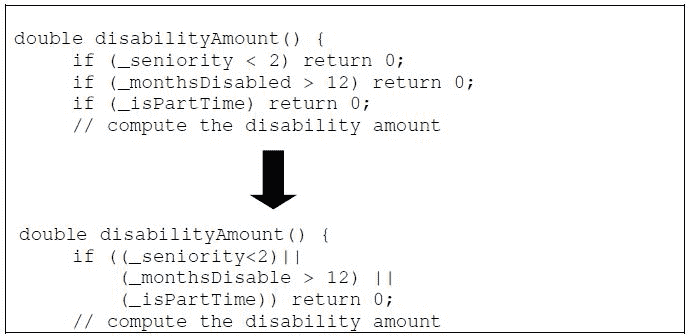 double disabilityAmount() {
if (_seniority < 2) return 0;
if (_monthsDisabled > 12) return 0;
if (_isPartTime) return 0;
// compute the disability amount
double disabilityAmount() {
if ((_seniority<2)||
(_monthsDisable > 12) ||
(_isPartTime)) return 0;
// compute the disability amount